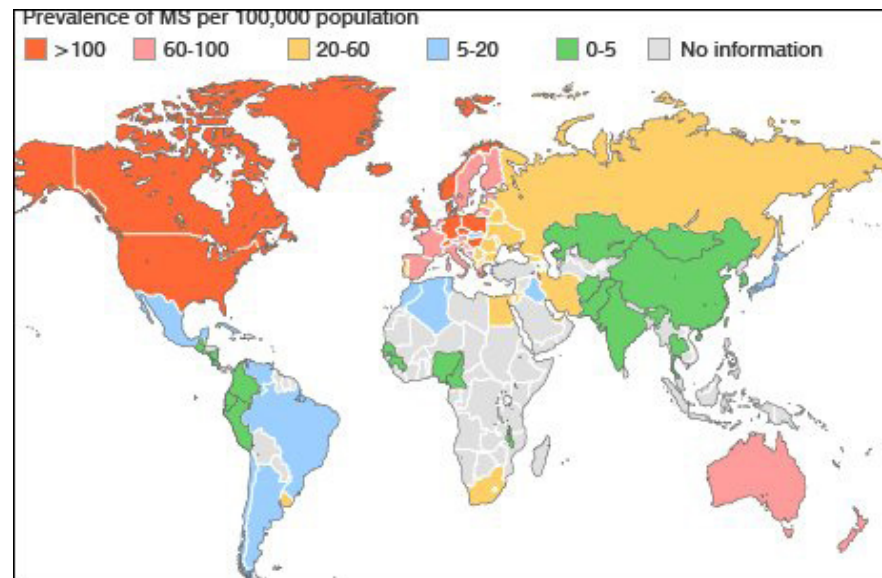 Prevalence of MS per 100,000 population
>100 60-100 20-60 5-20 0-5 No information